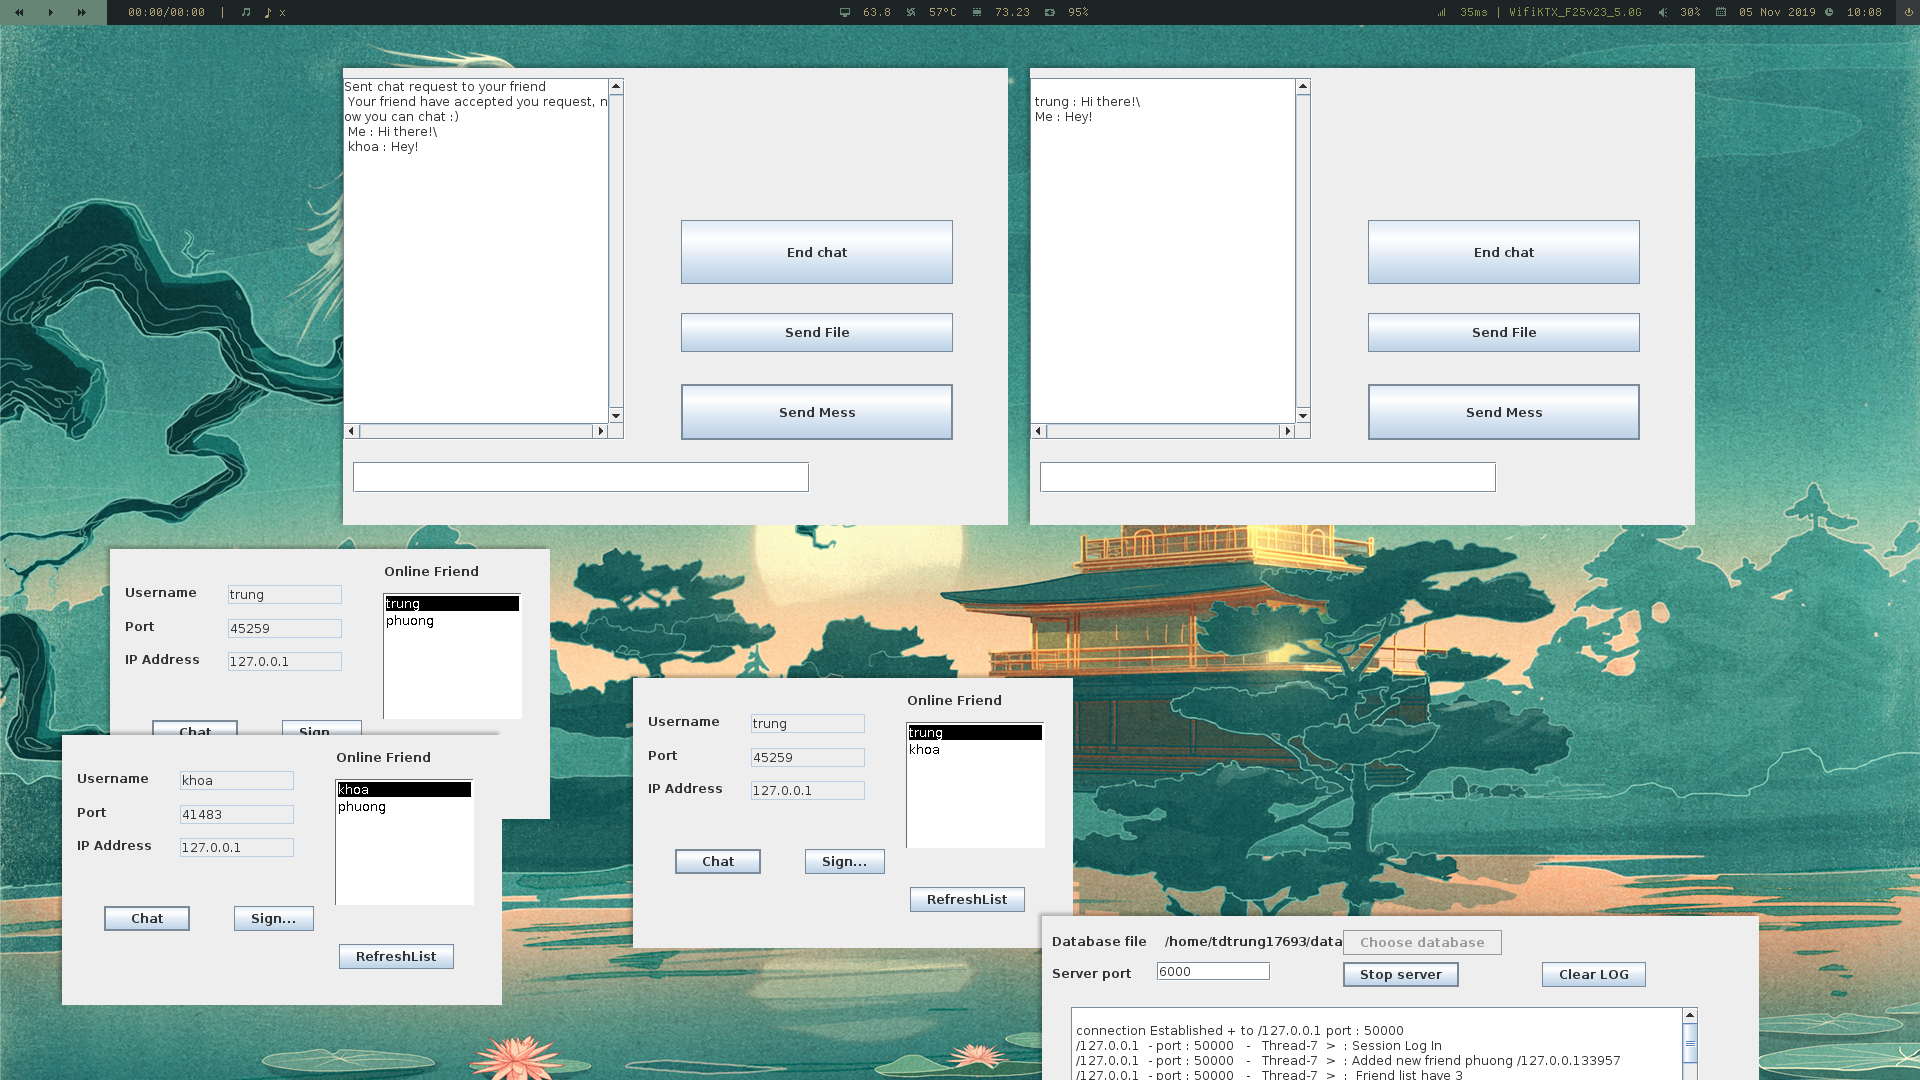 00:00/00:00 | x
63.8 57°C 73.23 95%
35ms | WifiKTX_F25v23_5.0G 30% 05 Nov 2019 10:08
Sent chat request to your friend
Your friend have accepted you request, n
ow you can chat :)
Me : Hi there!\
khoa : Hey!
End chat
Send File
Send Mess
trung : Hi there!\
Me : Hey!
End chat
Send File
Send Mess
Online Friend
Username trung
trung
phuong
Port 45259
IP Address 127.0.0.1
Chat Sign...
Online Friend
Username khoa
khoa
phuong
Port 41483
IP Address 127.0.0.1
Chat Sign...
RefreshList
Online Friend
Username trung
trung
khoa
Port 45259
IP Address 127.0.0.1
Chat Sign...
RefreshList
Database file /home/tdtrung17693/data Choose database
Server port 6000 Stop server Clear LOG
connection Established + to /127.0.0.1 port : 50000
/127.0.0.1 - port : 50000 - Thread-7 > : Session Log In
/127.0.0.1 - port : 50000 - Thread-7 > : Added new friend phuong /127.0.0.133957
/127.0.0.1 - port : 50000 - Thread-7 > : Friend list have 3